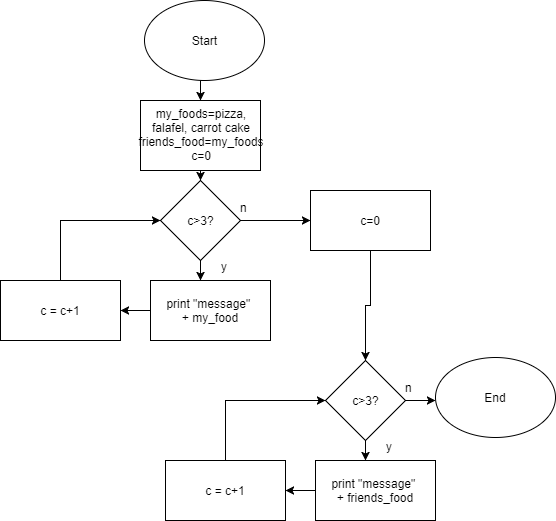 Start
my_foods=pizza,
falafel, carrot cake
friends_food=my_foods
c=0
c>3?
n
c=0
y
c = c+1
print "message"
+ my_food
c>3?
n
End
y
c = c+1
print "message"
+ friends_food